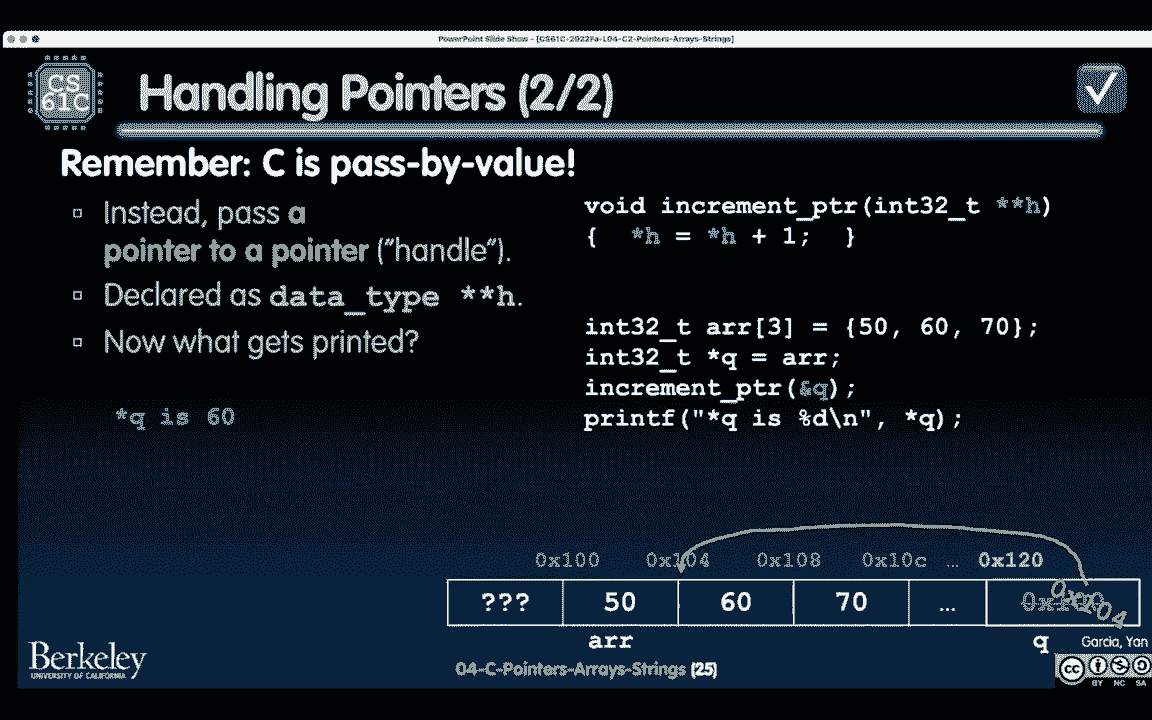 PowerPoint Slide Show - [CS61C-2022Fa-L04-C2-Pointers-Arrays-Strings]
CS
61C
Handling Pointers (2/2)
Remember: C is pass-by-value!
Instead, pass a
pointer to a pointer ("handle").
Declared as data_type **h.
Now what gets printed?
*q is 60
void increment_ptr(int32_t **h)
{ *h = *h + 1; }
int32_t arr[3] = {50, 60, 70};
int32_t *q = arr;
increment_ptr(&q);
printf("*q is %d\n", *q);
0x100 0x104 0x108 0x10c … 0x120
??? 50 60 70 … 0x104
arr q
Berkeley
UNIVERSITY OF CALIFORNIA
04-C-Pointers-Arrays-Strings (25)
Garcia, Yan
cc
BY NC SA